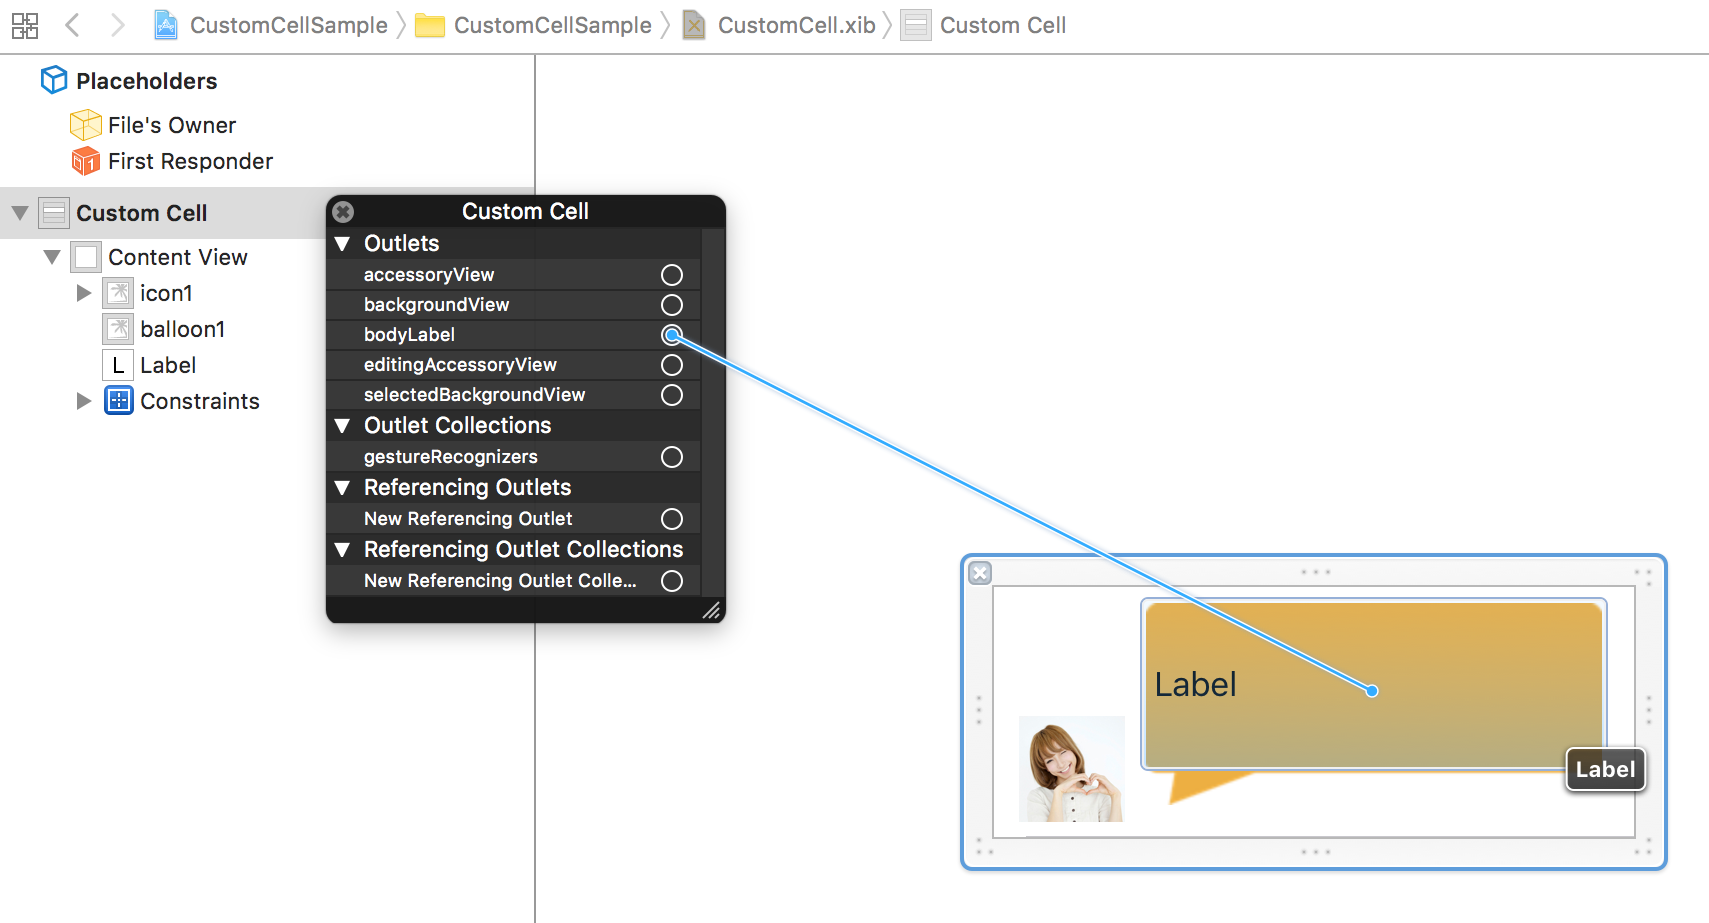 CustomCellSample CustomCellSample CustomCell.xib Custom Cell
Placeholders
File's Owner
First Responder
Custom Cell
Content View
icon1
balloon1
L Label
Constraints
Custom Cell
Outlets
accessoryView
backgroundView
bodyLabel
editingAccessoryView
selectedBackgroundView
Outlet Collections
gestureRecognizers
Referencing Outlets
New Referencing Outlet
Referencing Outlet Collections
New Referencing Outlet Colle...
Label
Label